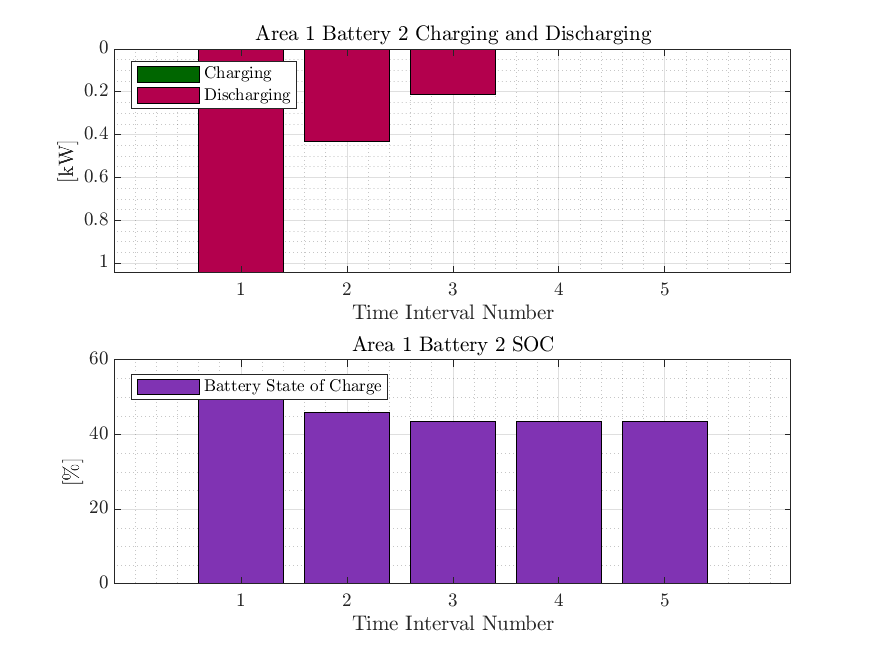 Area 1 Battery 2 Charging and Discharging
0
0.2
0.4
0.6
0.8
1
[kW]
Charging
Discharging
1 2 3 4 5
Time Interval Number
Area 1 Battery 2 SOC
60
40
20
0
[%]
Battery State of Charge
1 2 3 4 5
Time Interval Number